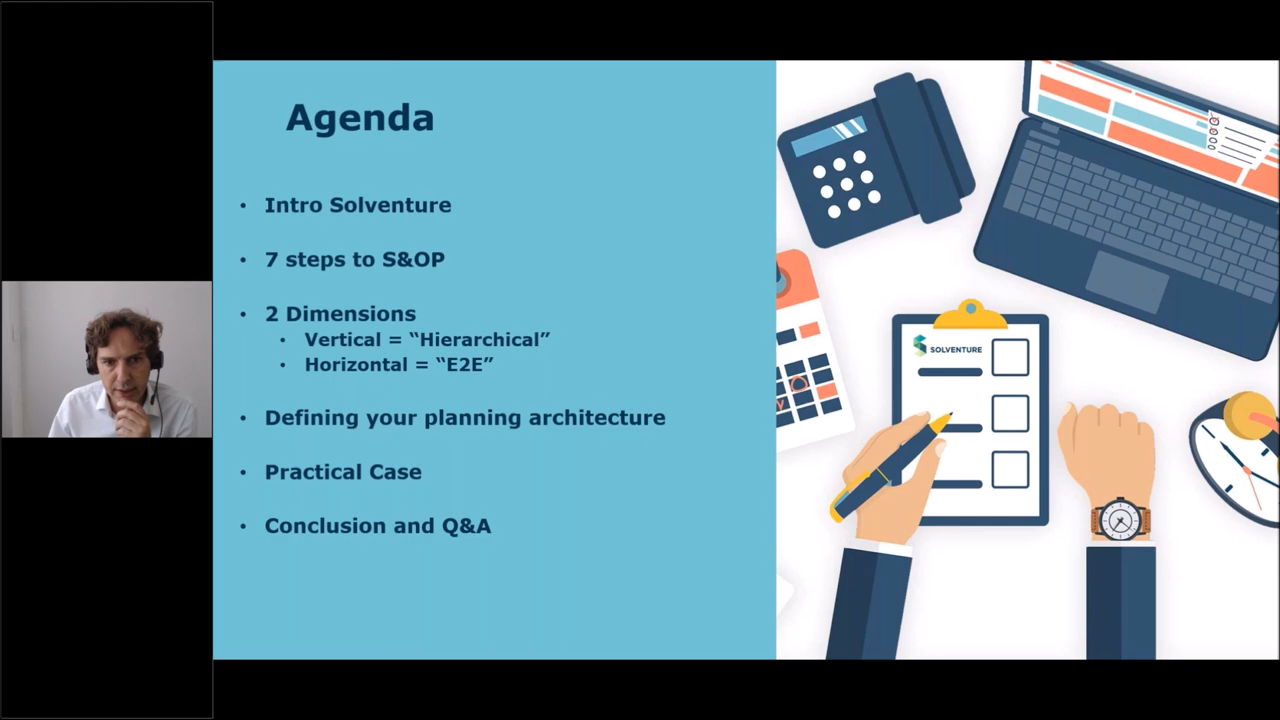 Agenda
• Intro Solventure
• 7 steps to S&OP
• 2 Dimensions
• Vertical = “Hierarchical”
• Horizontal = “E2E”
• Defining your planning architecture
• Practical Case
• Conclusion and Q&A
SOLVENTURE